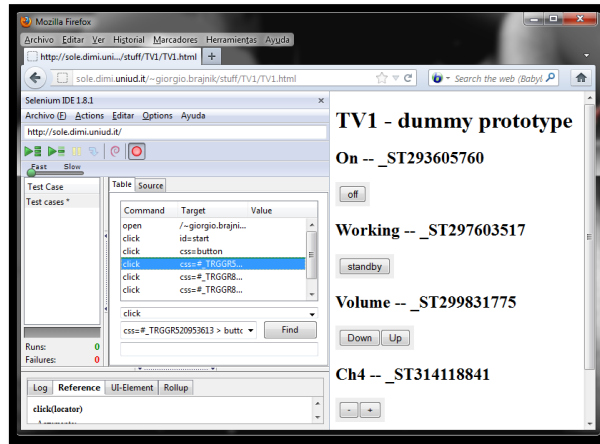 Mozilla Firefox
Archivo Editar Ver Historial Marcadores Herramientas Ayuda
http://sole.dimi.uni.../stuff/TV1/TV1.html +
sole.dimi.uniud.it/~giorgio.brajnik/stuff/TV1/TV1.html
Search the web (Babyl
Selenium IDE 1.8.1 ×
Archivo (F) Actions Editar Options Ayuda
http://sole.dimi.uniud.it/
Fast Slow
Test Case
Test cases *
Table Source
Command Target Value
open /~giorgio.brajni...
click id=start
click css=button
click css=#_TRGGR5...
click css=#_TRGGR8...
click css=#_TRGGR8...
click
css=#_TRGGR520953613 > buttc Find
Runs: 0
Failures: 0
Log Reference UI-Element Rollup
click(locator)
TV1 - dummy prototype
On -- _ST293605760
off
Working -- _ST297603517
standby
Volume -- _ST299831775
Down Up
Ch4 -- _ST314118841
- +